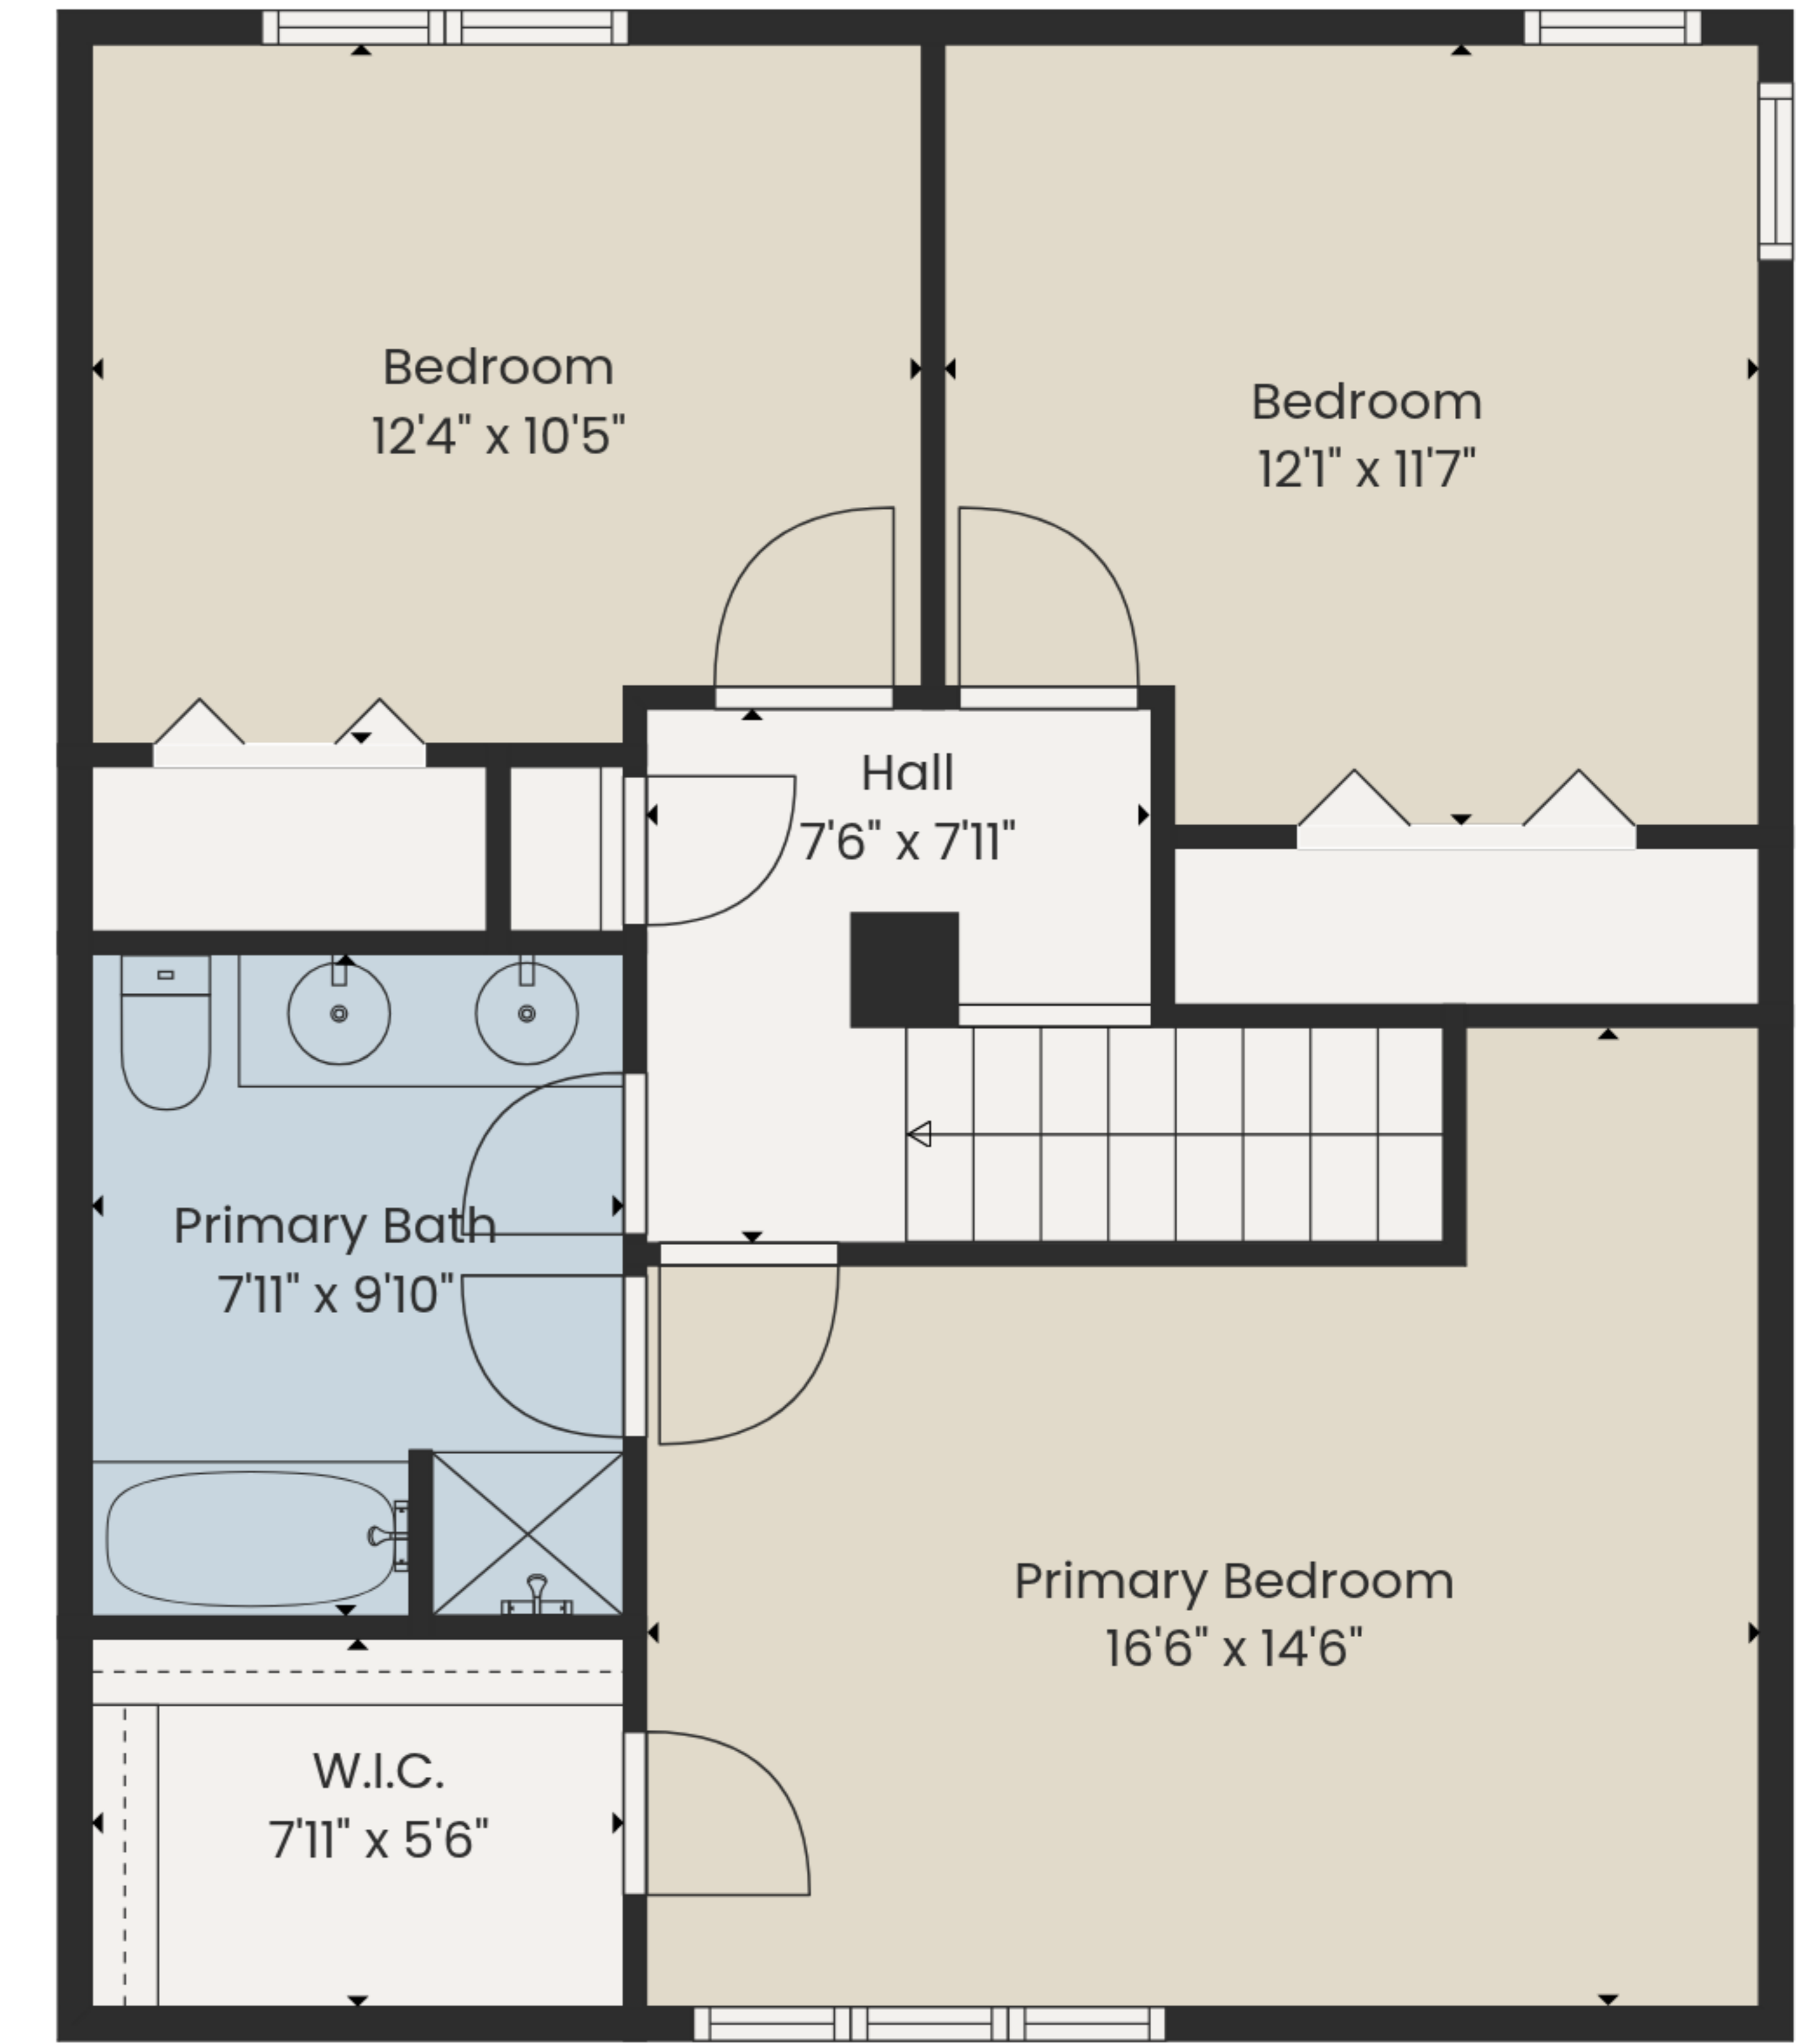 Bedroom
12'4" x 10'5"
Bedroom
12'1" x 11'7"
Hall
7'6" x 7'11"
Primary Bath
7'11" x 9'10"
Primary Bedroom
16'6" x 14'6"
W.I.C.
7'11" x 5'6"